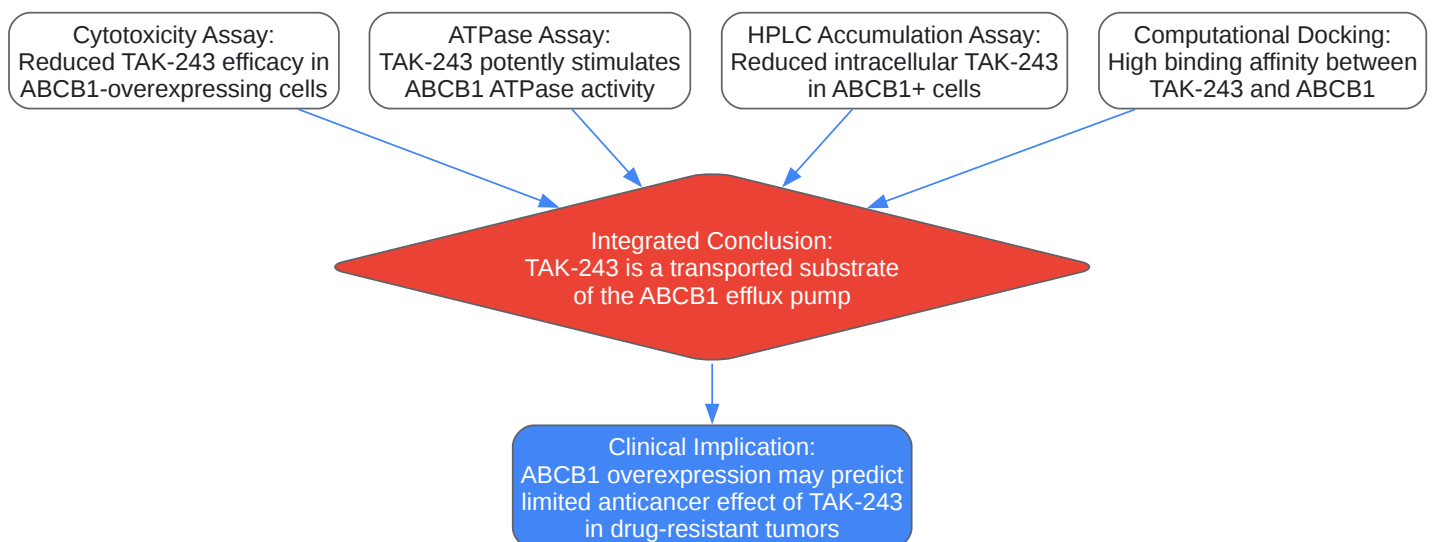 Cytotoxicity Assay:
Reduced TAK-243 efficacy in
ABCB1-overexpressing cells
ATPase Assay:
TAK-243 potently stimulates
ABCB1 ATPase activity
HPLC Accumulation Assay:
Reduced intracellular TAK-243
in ABCB1+ cells
Computational Docking:
High binding affinity between
TAK-243 and ABCB1
Integrated Conclusion:
TAK-243 is a transported substrate
of the ABCB1 efflux pump
Clinical Implication:
ABCB1 overexpression may predict
limited anticancer effect of TAK-243
in drug-resistant tumors